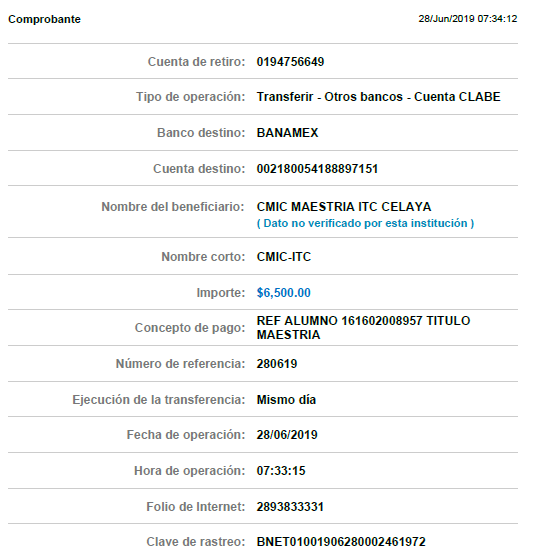 Comprobante 28/Jun/2019 07:34:12
Cuenta de retiro: 0194756649
Tipo de operación: Transferir - Otros bancos - Cuenta CLABE
Banco destino: BANAMEX
Cuenta destino: 002180054188897151
Nombre del beneficiario: CMIC MAESTRIA ITC CELAYA
( Dato no verificado por esta institución )
Nombre corto: CMIC-ITC
Importe: $6,500.00
Concepto de pago: REF ALUMNO 161602008957 TITULO
MAESTRIA
Número de referencia: 280619
Ejecución de la transferencia: Mismo día
Fecha de operación: 28/06/2019
Hora de operación: 07:33:15
Folio de Internet: 2893833331
Clave de rastreo: BNET01001906280002461972